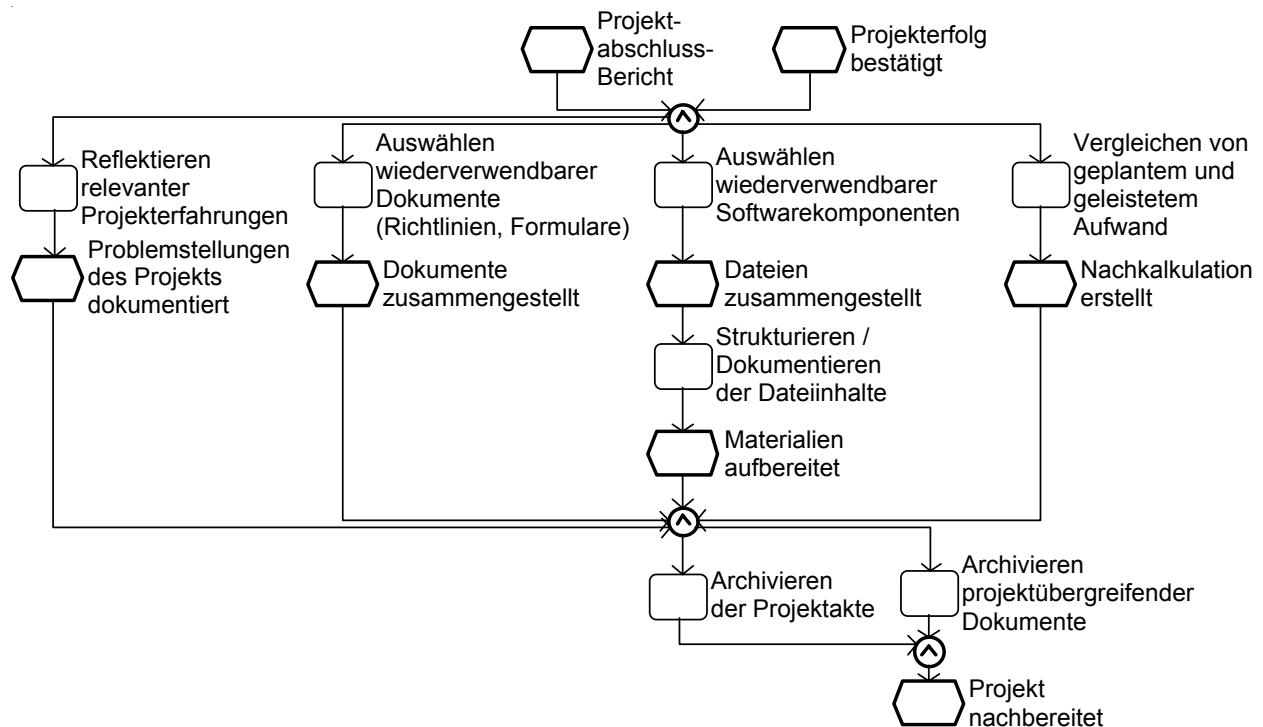 Projekt-
abschluss-
Bericht
Projekterfolg
bestätigt
Reflektieren
relevanter
Projekterfahrungen
Auswählen
wiederverwendbarer
Dokumente
(Richtlinien, Formulare)
Auswählen
wiederverwendbarer
Softwarekomponenten
Vergleichen von
geplantem und
geleistetem
Aufwand
Problemstellungen
des Projekts
dokumentiert
Dokumente
zusammengestellt
Dateien
zusammengestellt
Nachkalkulation
erstellt
Strukturieren /
Dokumentieren
der Dateiinhalte
Materialien
aufbereitet
Archivieren
der Projektakte
Archivieren
projektübergreifender
Dokumente
Projekt
nachbereitet